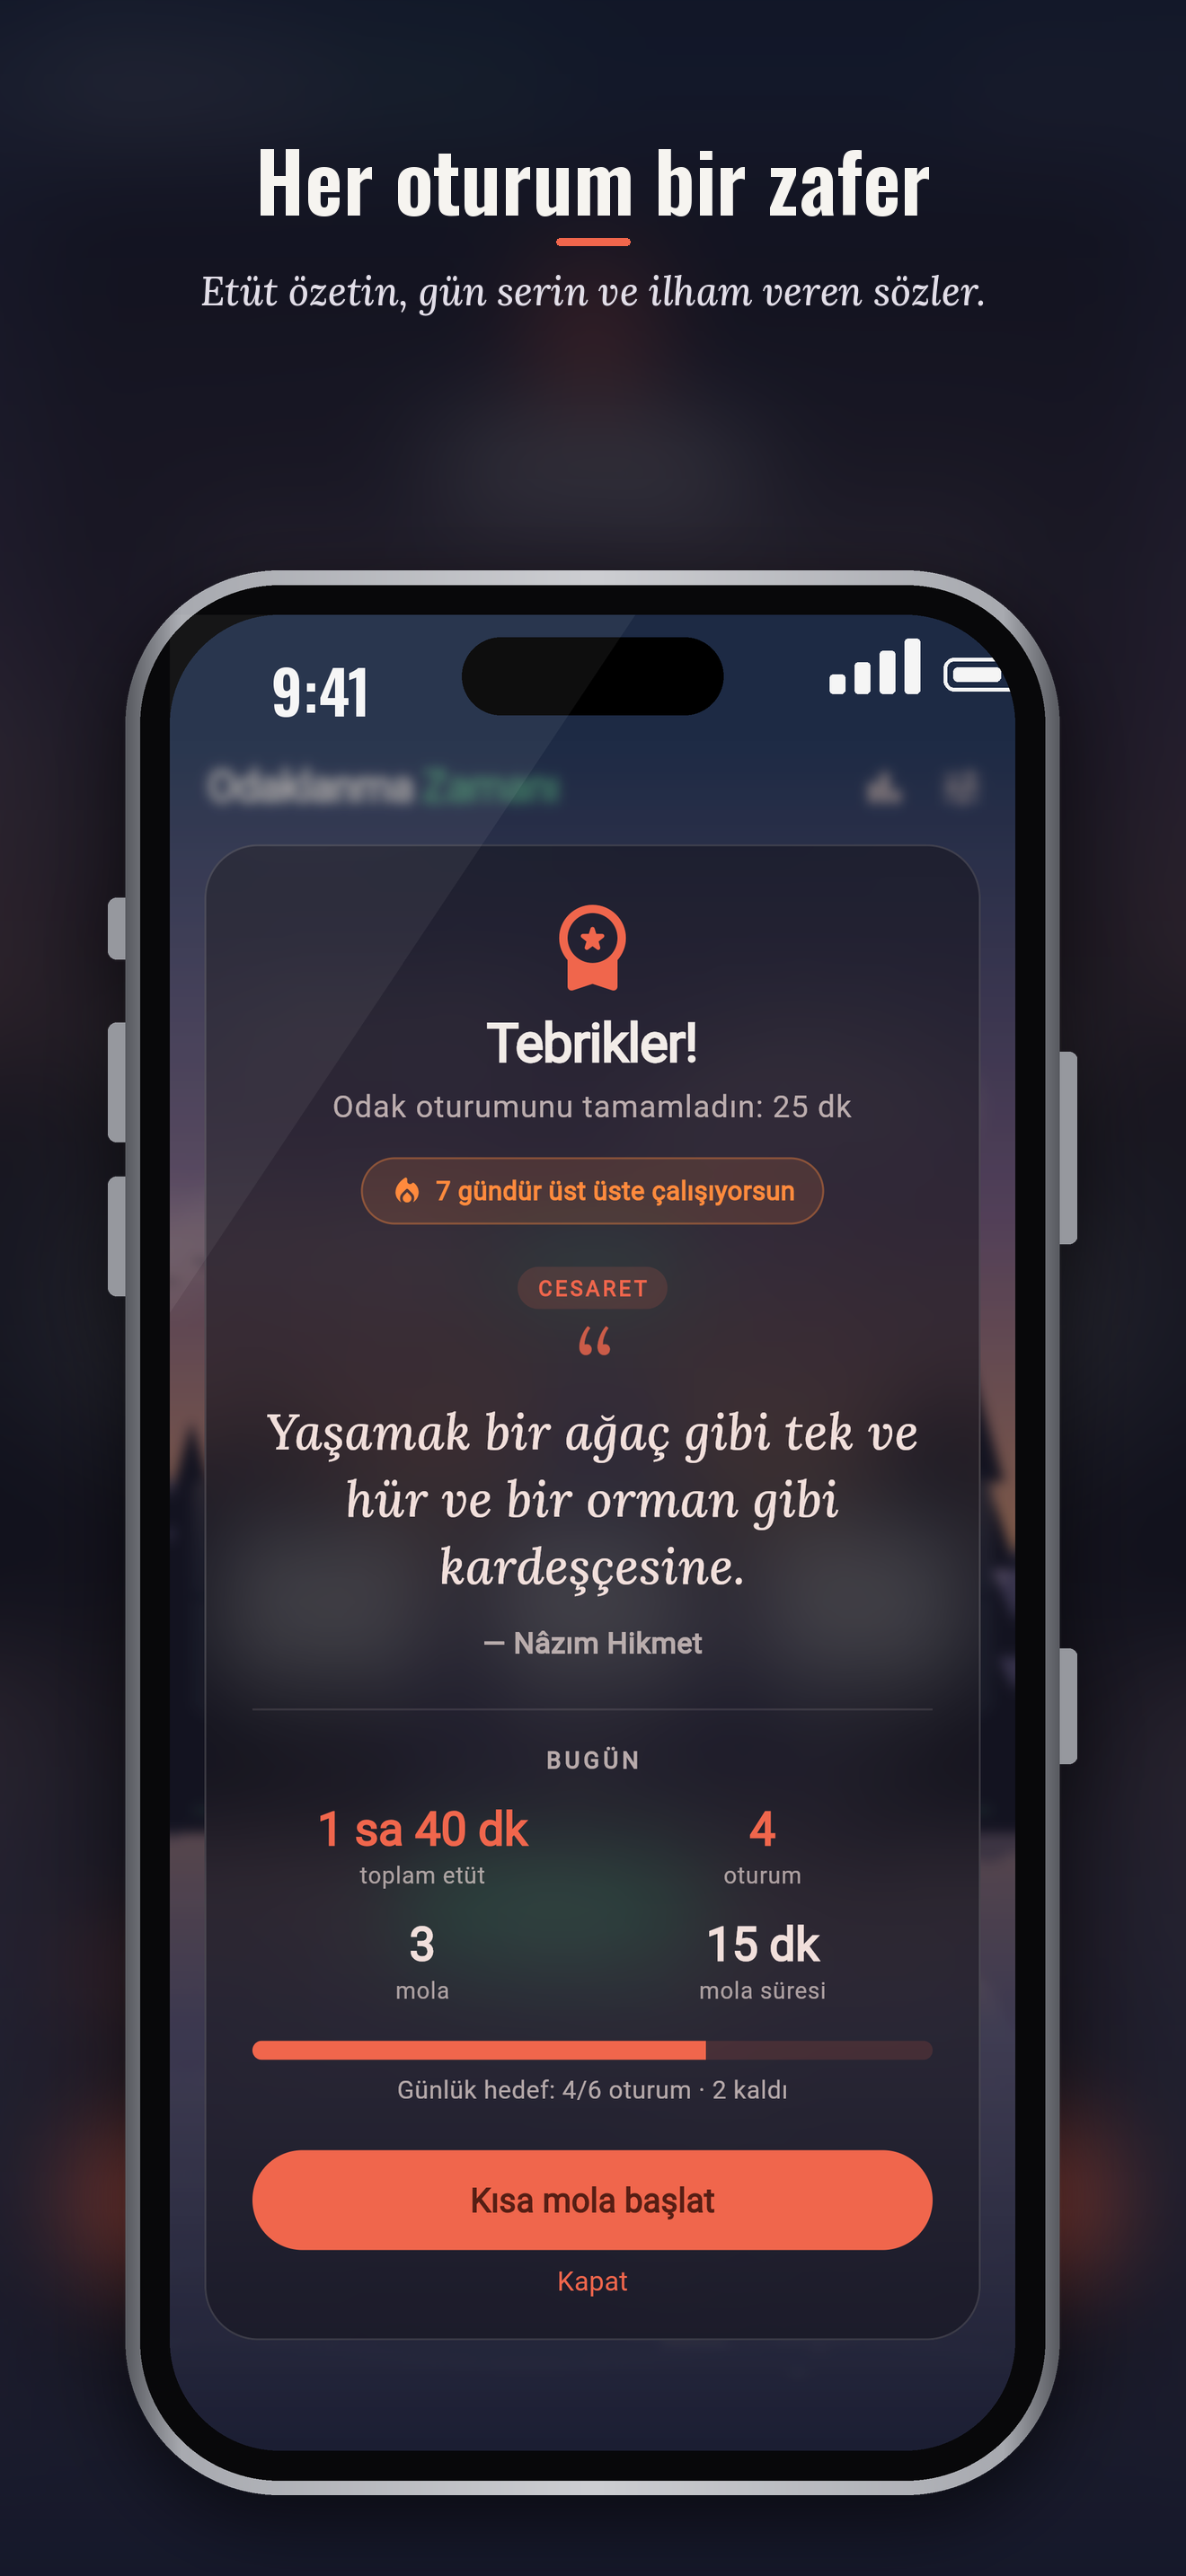 Her oturum bir zafer
Etüt özetin, gün serin ve ilham veren sözler.
9:41
Odaklanma Zamanı
Tebrikler!
Odak oturumunu tamamladın: 25 dk
7 gündür üst üste çalışıyorsun
CESARET
“
Yaşamak bir ağaç gibi tek ve
hür ve bir orman gibi
kardeşçesine.
— Nâzım Hikmet
BUGÜN
1 sa 40 dk 4
toplam etüt oturum
3 15 dk
mola mola süresi
Günlük hedef: 4/6 oturum · 2 kaldı
Kısa mola başlat
Kapat